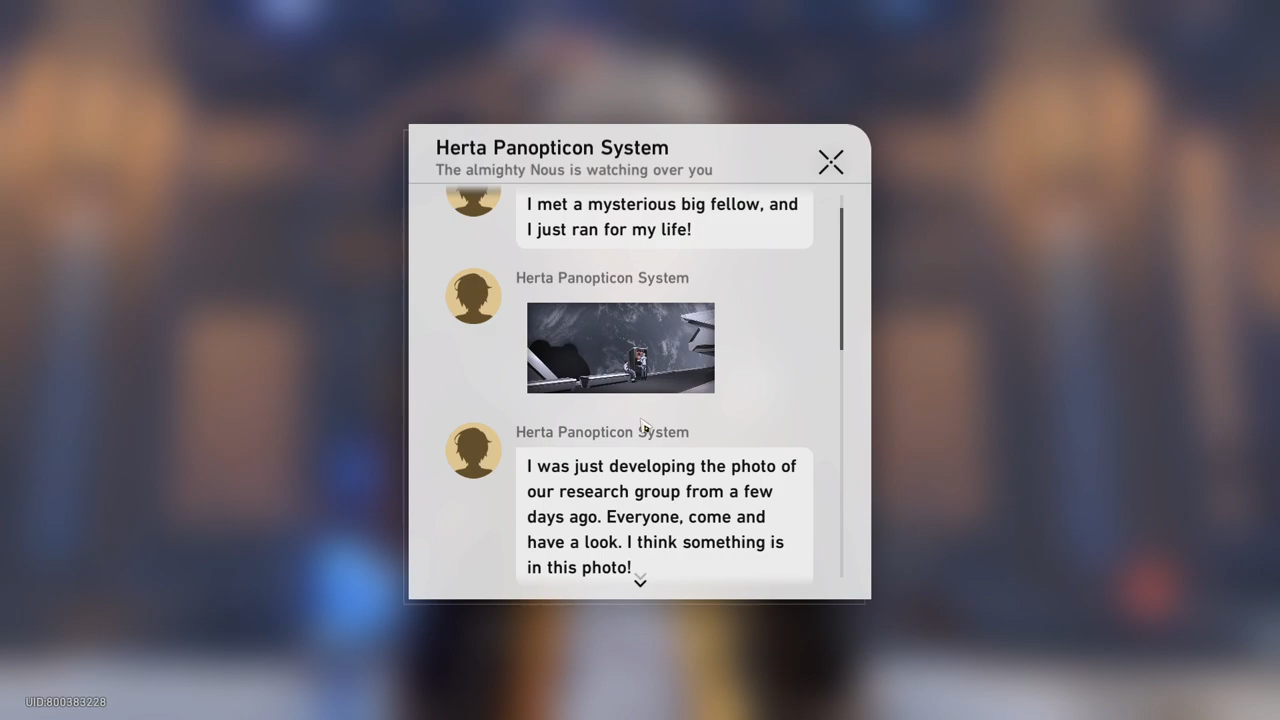 Herta Panopticon System
The almighty Nous is watching over you
I met a mysterious big fellow, and
I just ran for my life!
Herta Panopticon System
Herta Panopticon System
I was just developing the photo of
our research group from a few
days ago. Everyone, come and
have a look. I think something is
in this photo!
UID:800383228